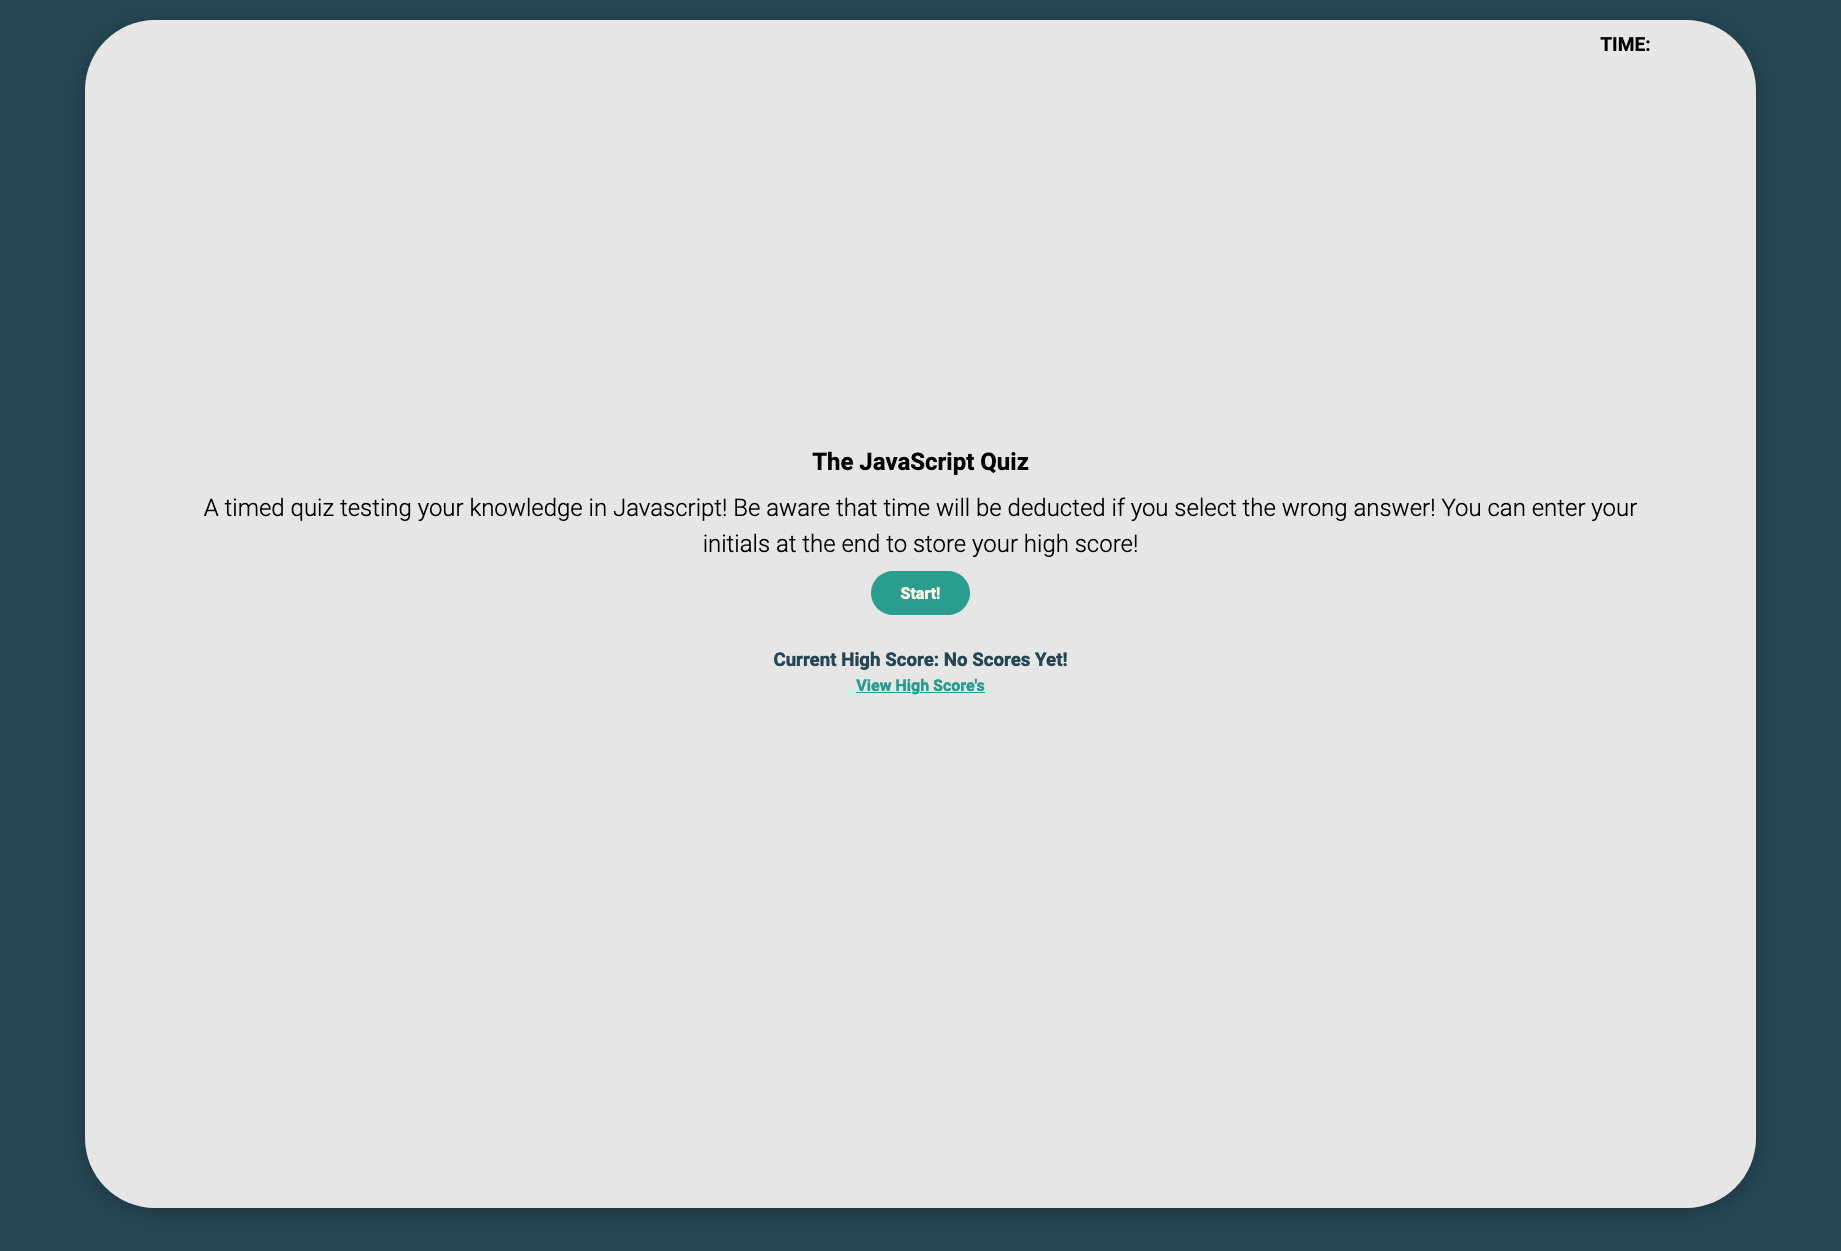 TIME:
The JavaScript Quiz
A timed quiz testing your knowledge in Javascript! Be aware that time will be deducted if you select the wrong answer! You can enter your
initials at the end to store your high score!
Start!
Current High Score: No Scores Yet!
View High Score's